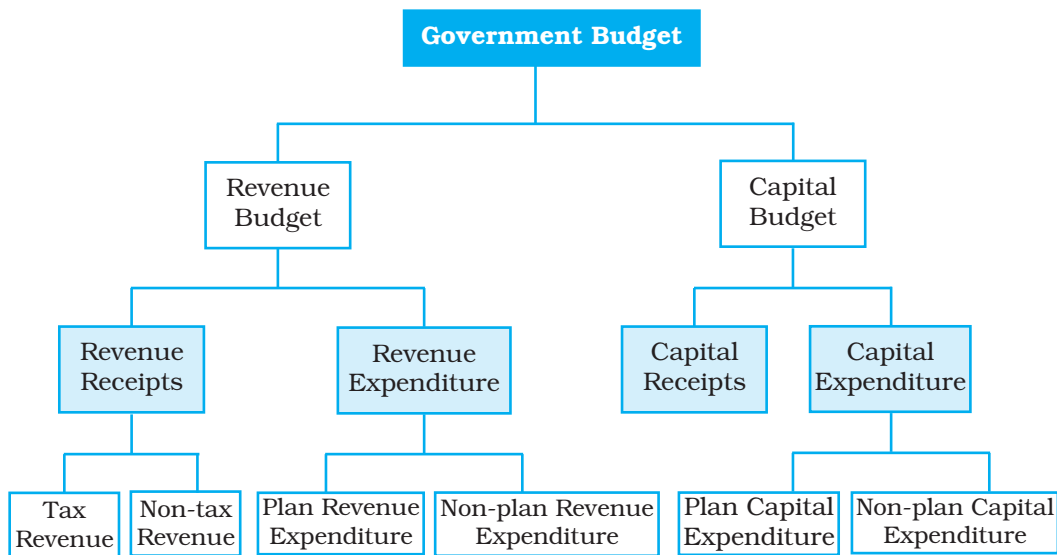 Government Budget
Revenue
Budget
Capital
Budget
Revenue
Receipts
Revenue
Expenditure
Capital
Receipts
Capital
Expenditure
Tax
Revenue
Non-tax
Revenue
Plan Revenue
Expenditure
Non-plan Revenue
Expenditure
Plan Capital
Expenditure
Non-plan Capital
Expenditure